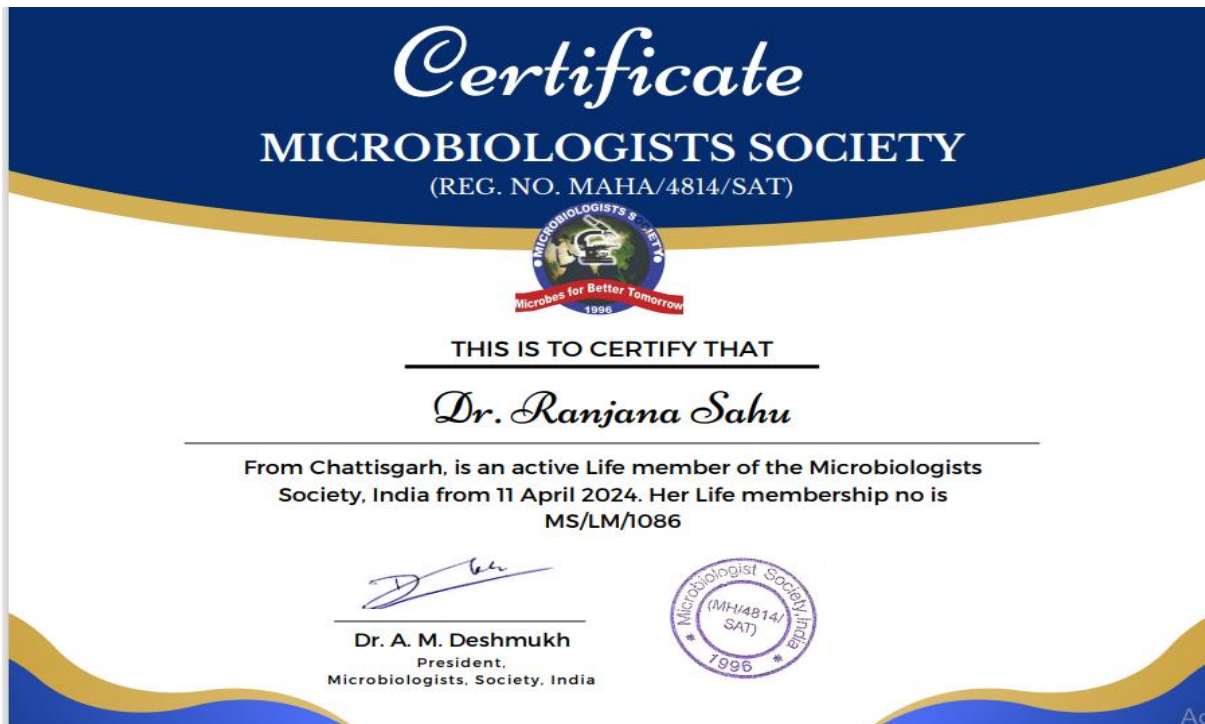 Certificate
MICROBIOLOGISTS SOCIETY
(REG. NO. MAHA/4814/SAT)
MICROBIOLOGISTS SOCIETY
Microbes for Better Tomorrow
1996
THIS IS TO CERTIFY THAT
Dr. Ranjana Sahu
From Chattisgarh, is an active Life member of the Microbiologists
Society, India from 11 April 2024. Her Life membership no is
MS/LM/1086
Dr. A. M. Deshmukh
President,
Microbiologists, Society, India
Microbiologist Society, India
(MH/4814/
SAT)
* 1996 *